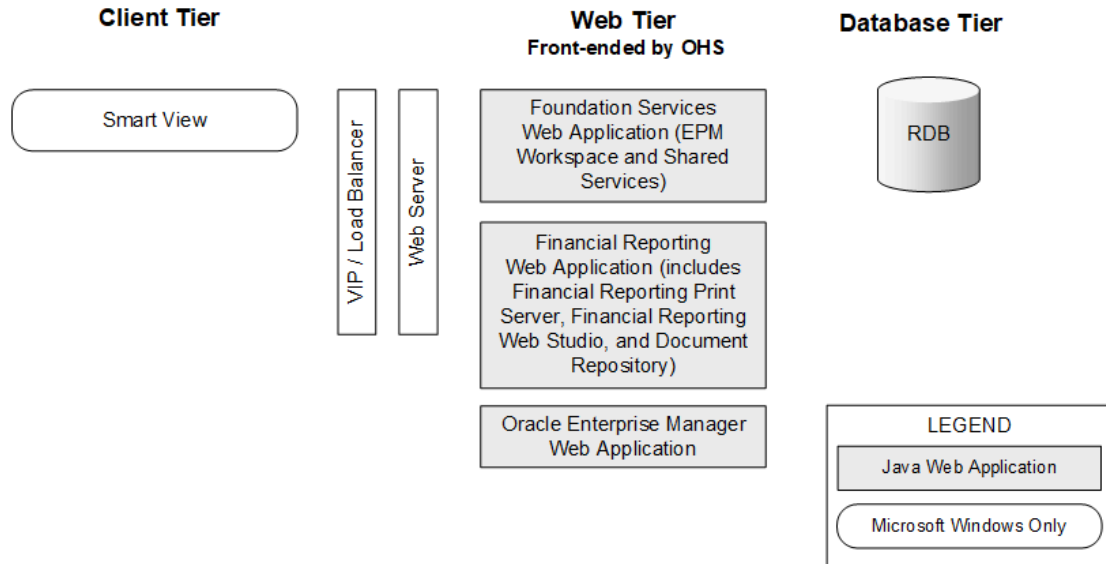 Client Tier
Web Tier
Front-ended by OHS
Database Tier
Smart View
VIP / Load Balancer
Web Server
Foundation Services
Web Application (EPM
Workspace and Shared
Services)
RDB
Financial Reporting
Web Application (includes
Financial Reporting Print
Server, Financial Reporting
Web Studio, and Document
Repository)
Oracle Enterprise Manager
Web Application
LEGEND
Java Web Application
Microsoft Windows Only